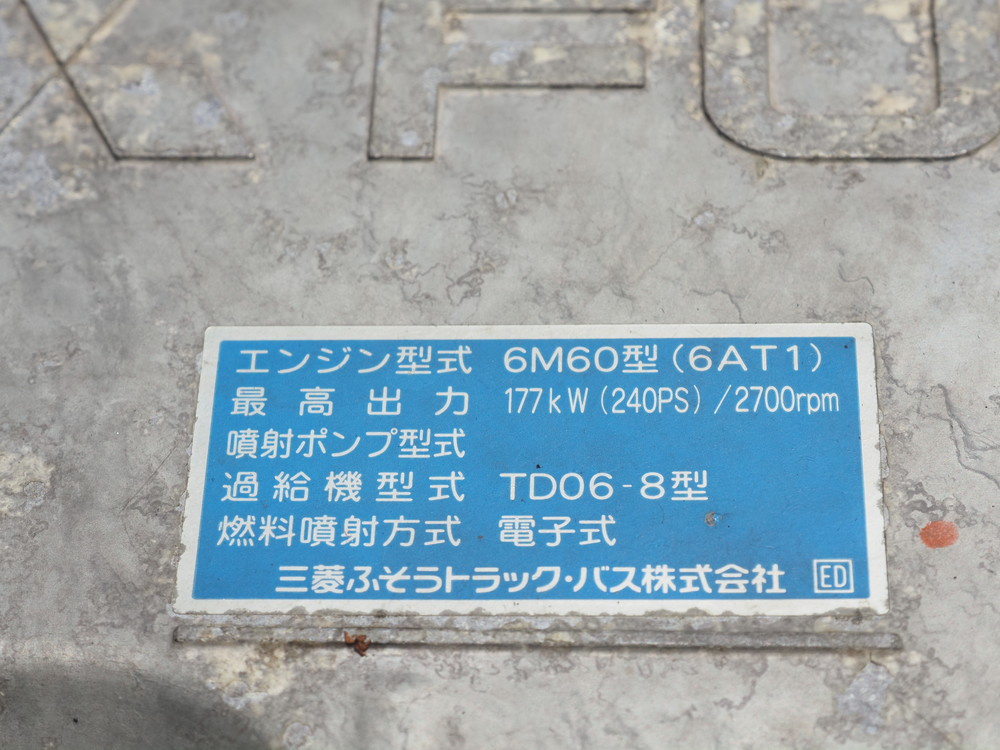 FU
エンジン型式 6M60型(6AT1)
最高出力 177kW(240PS)/2700rpm
噴射ポンプ型式
過給機型式 TD06-8型
燃料噴射方式 電子式
三菱ふそうトラック・バス株式会社 ED